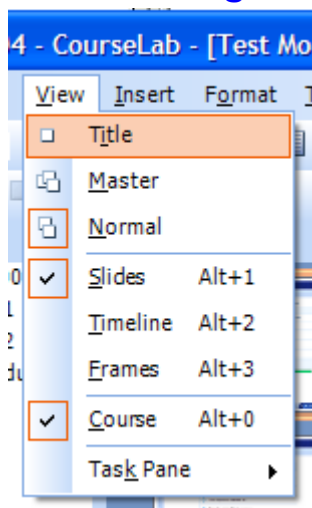 4 - CourseLab - [Test Mo
View Insert Format
Title
Master
Normal
Slides Alt+1
Timeline Alt+2
Frames Alt+3
Course Alt+0
Task Pane